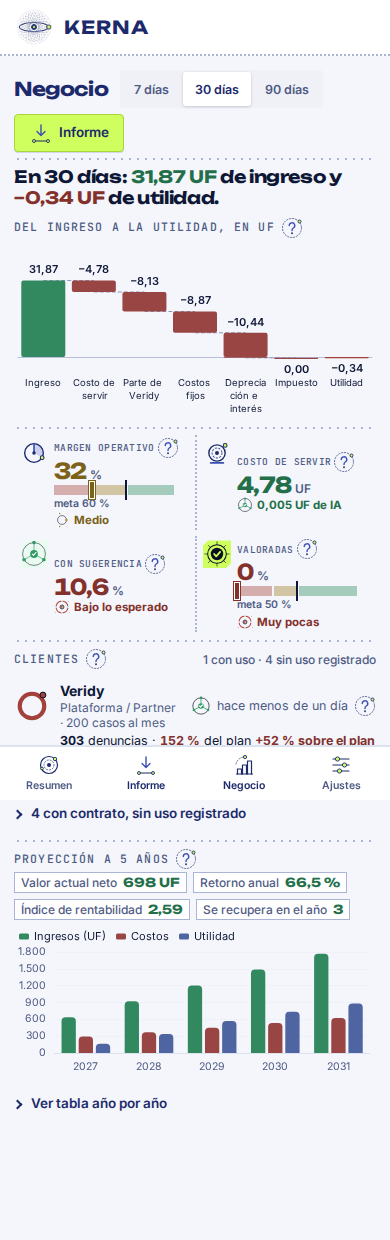 KERNA
Negocio
7 días
30 días
90 días
Informe
En 30 días: 31,87 UF de ingreso y
−0,34 UF de utilidad.
DEL INGRESO A LA UTILIDAD, EN UF ?
31,87
−4,78
−8,13
−8,87
−10,44
0,00
−0,34
Ingreso
Costo de
servir
Parte de
Veridy
Costos
fijos
Deprecia
ción e
interés
Impuesto
Utilidad
MARGEN OPERATIVO ?
32 %
meta 60 %
Medio
COSTO DE SERVIR ?
4,78 UF
0,005 UF de IA
CON SUGERENCIA ?
10,6 %
Bajo lo esperado
VALORADAS ?
0 %
meta 50 %
Muy pocas
CLIENTES ?
1 con uso · 4 sin uso registrado
Veridy
Plataforma / Partner
· 200 casos al mes
hace menos de un día ?
303 denuncias · 152 % del plan +52 % sobre el plan
Resumen
Informe
Negocio
Ajustes
4 con contrato, sin uso registrado
PROYECCIÓN A 5 AÑOS ?
Valor actual neto 698 UF
Retorno anual 66,5 %
Índice de rentabilidad 2,59
Se recupera en el año 3
Ingresos (UF)
Costos
Utilidad
1.800
1.500
1.200
900
600
300
0
2027
2028
2029
2030
2031
Ver tabla año por año